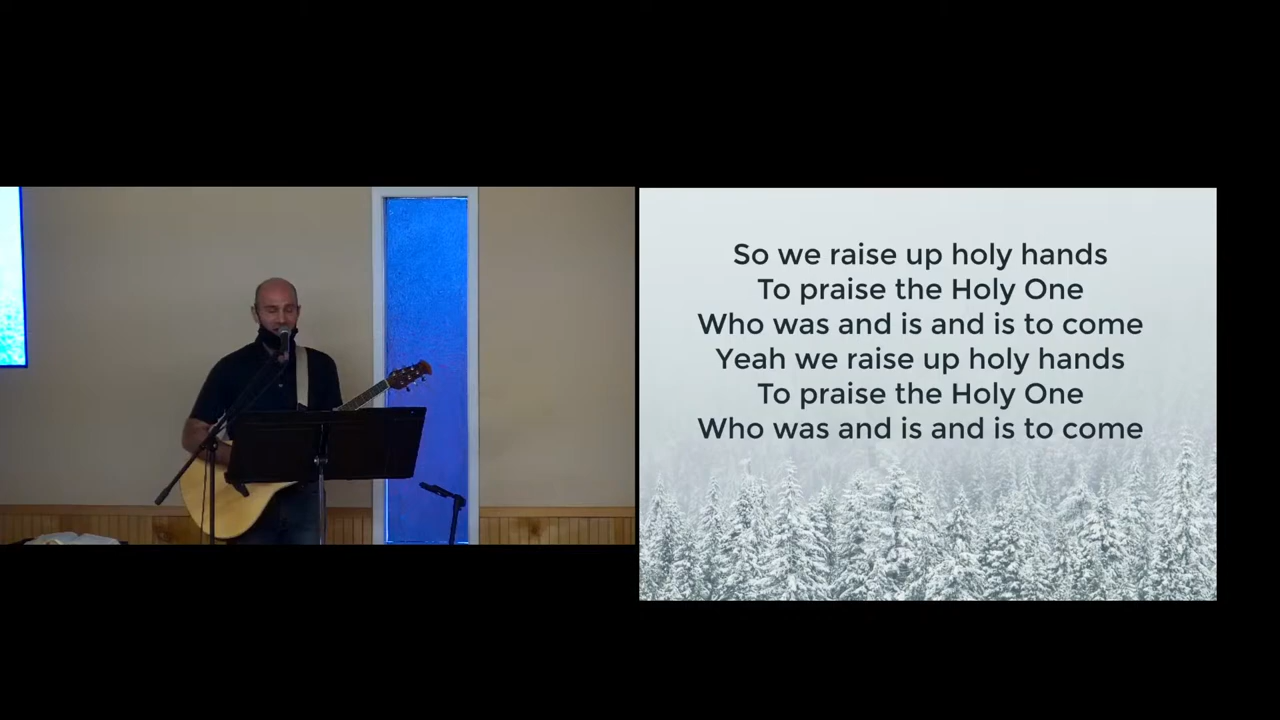 So we raise up holy hands
To praise the Holy One
Who was and is and is to come
Yeah we raise up holy hands
To praise the Holy One
Who was and is and is to come